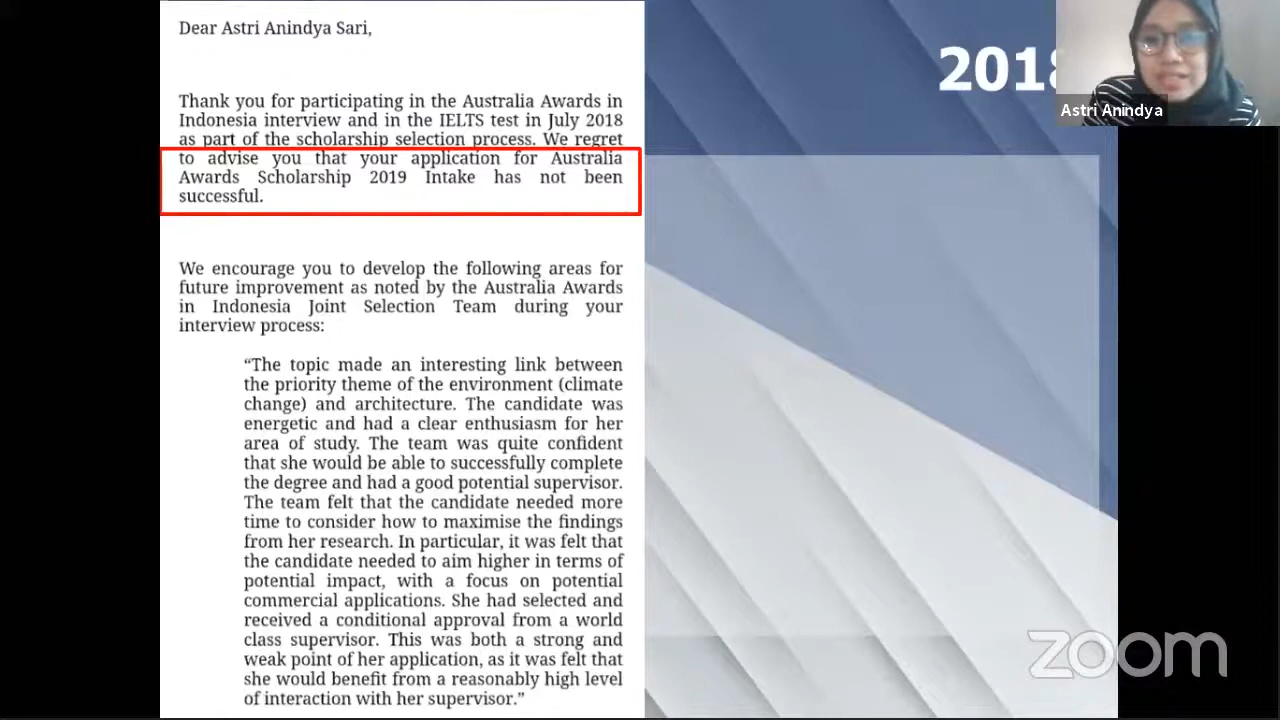 Dear Astri Anindya Sari,
Thank you for participating in the Australia Awards in
Indonesia interview and in the IELTS test in July 2018
as part of the scholarship selection process. We regret
to advise you that your application for Australia
Awards Scholarship 2019 Intake has not been
successful.
We encourage you to develop the following areas for
future improvement as noted by the Australia Awards
in Indonesia Joint Selection Team during your
interview process:
“The topic made an interesting link between
the priority theme of the environment (climate
change) and architecture. The candidate was
energetic and had a clear enthusiasm for her
area of study. The team was quite confident
that she would be able to successfully complete
the degree and had a good potential supervisor.
The team felt that the candidate needed more
time to consider how to maximise the findings
from her research. In particular, it was felt that
the candidate needed to aim higher in terms of
potential impact, with a focus on potential
commercial applications. She had selected and
received a conditional approval from a world
class supervisor. This was both a strong and
weak point of her application, as it was felt that
she would benefit from a reasonably high level
of interaction with her supervisor.”
2018
Astri Anindya
zoom